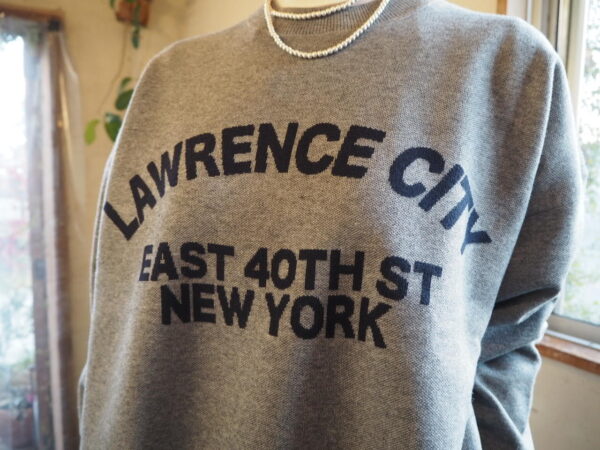 LAWRENCE CITY
EAST 40TH ST
NEW YORK